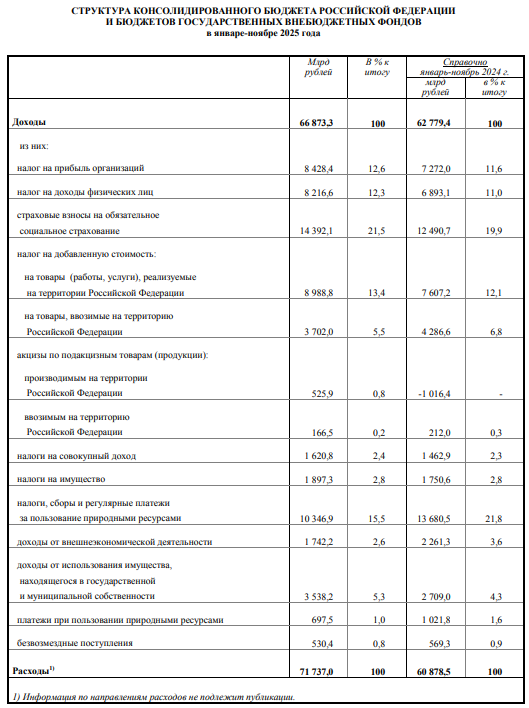 СТРУКТУРА КОНСОЛИДИРОВАННОГО БЮДЖЕТА РОССИЙСКОЙ ФЕДЕРАЦИИ
И БЮДЖЕТОВ ГОСУДАРСТВЕННЫХ ВНЕБЮДЖЕТНЫХ ФОНДОВ
в январе-ноябре 2025 года
Млрд рублей В % к итогу Справочно январь-ноябрь 2024 г.
млрд рублей в % к итогу
Доходы 66 873,3 100 62 779,4 100
из них:
налог на прибыль организаций 8 428,4 12,6 7 272,0 11,6
налог на доходы физических лиц 8 216,6 12,3 6 893,1 11,0
страховые взносы на обязательное
социальное страхование 14 392,1 21,5 12 490,7 19,9
налог на добавленную стоимость:
на товары (работы, услуги), реализуемые
на территории Российской Федерации 8 988,8 13,4 7 607,2 12,1
на товары, ввозимые на территорию
Российской Федерации 3 702,0 5,5 4 286,6 6,8
акцизы по подакцизным товарам (продукции):
производимым на территории
Российской Федерации 525,9 0,8 -1 016,4 -
ввозимым на территорию
Российской Федерации 166,5 0,2 212,0 0,3
налоги на совокупный доход 1 620,8 2,4 1 462,9 2,3
налоги на имущество 1 897,3 2,8 1 750,6 2,8
налоги, сборы и регулярные платежи
за пользование природными ресурсами 10 346,9 15,5 13 680,5 21,8
доходы от внешнеэкономической деятельности 1 742,2 2,6 2 261,3 3,6
доходы от использования имущества,
находящегося в государственной
и муниципальной собственности 3 538,2 5,3 2 709,0 4,3
платежи при пользовании природными ресурсами 697,5 1,0 1 021,8 1,6
безвозмездные поступления 530,4 0,8 569,3 0,9
Расходы1) 71 737,0 100 60 878,5 100
1) Информация по направлениям расходов не подлежит публикации.